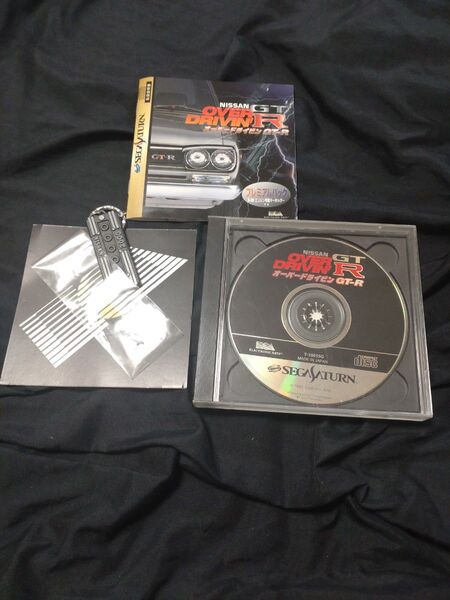 NISSAN
OVER
DRIVIN'
GT
R
オーバードライビン GT-R
GT-R
SEGA SATURN
プレミアムパック
NISSAN
OVER
DRIVIN'
GT
R
オーバードライビン GT-R
ELECTRONIC ARTS
MADE IN JAPAN
SEGA SATURN